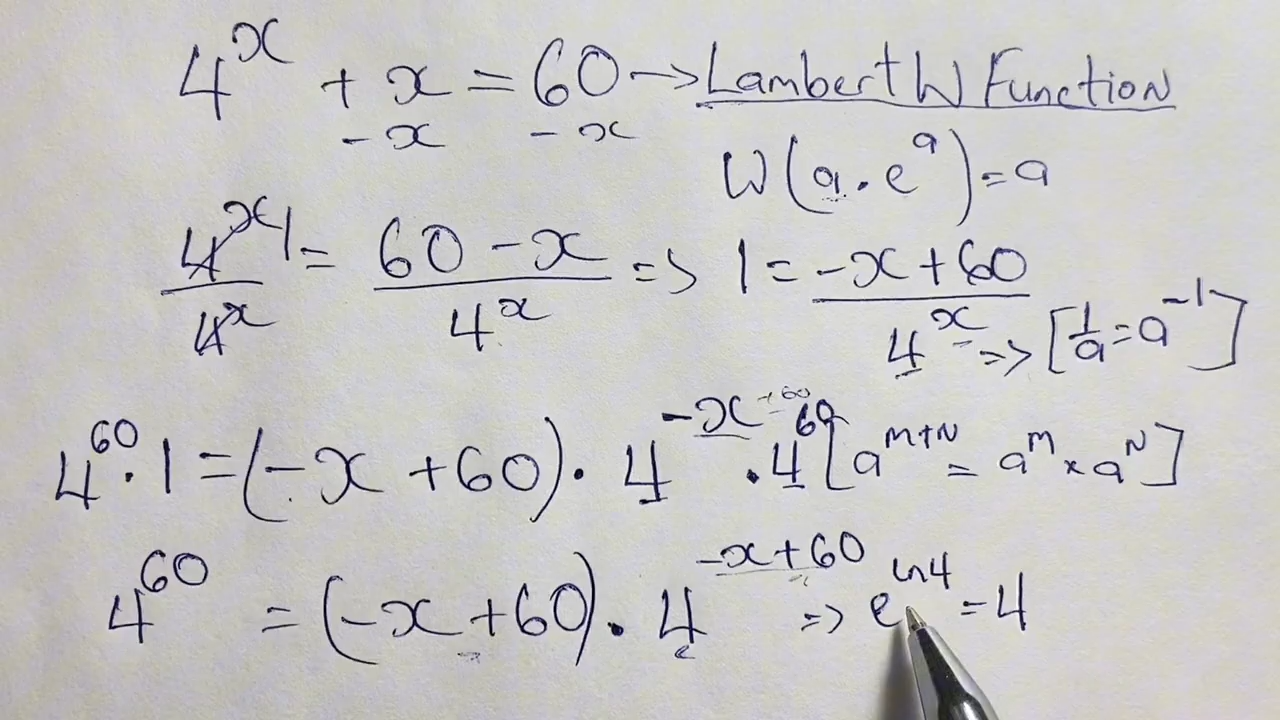 4^x + x = 60 → Lambert W Function
-x -x
W(a·e^a) = a
4^x/4^x 1 = (60 - x)/4^x => 1 = (-x + 60)/4^x => [1/a = a^-1]
4^60 · 1 = (-x + 60) · 4^-x +60 · 4^60 [a^m+n = a^m × a^n]
4^60 = (-x + 60) · 4^-x+60 => e^ln4 = 4